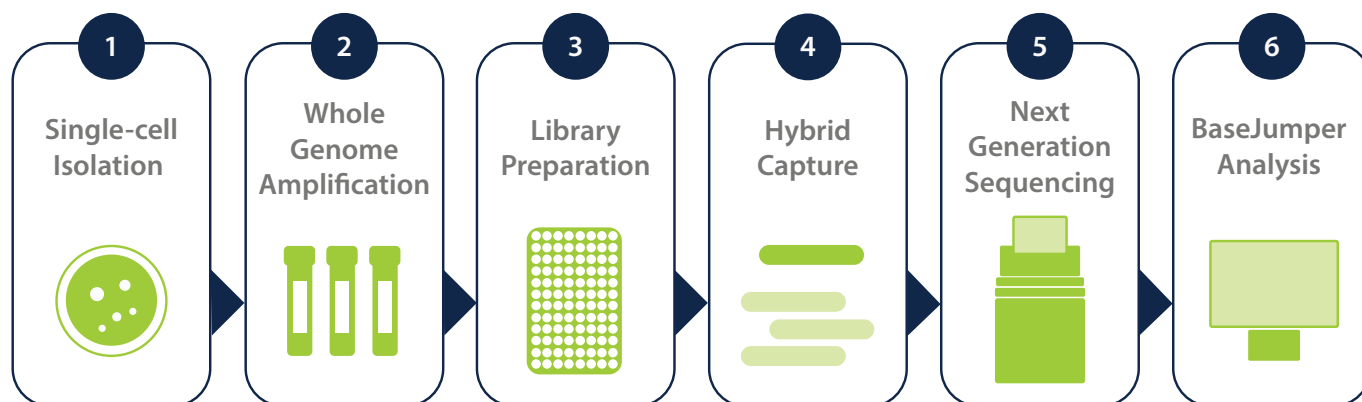 1
Single-cell
Isolation
2
Whole
Genome
Amplification
3
Library
Preparation
4
Hybrid
Capture
5
Next
Generation
Sequencing
6
BaseJumper
Analysis